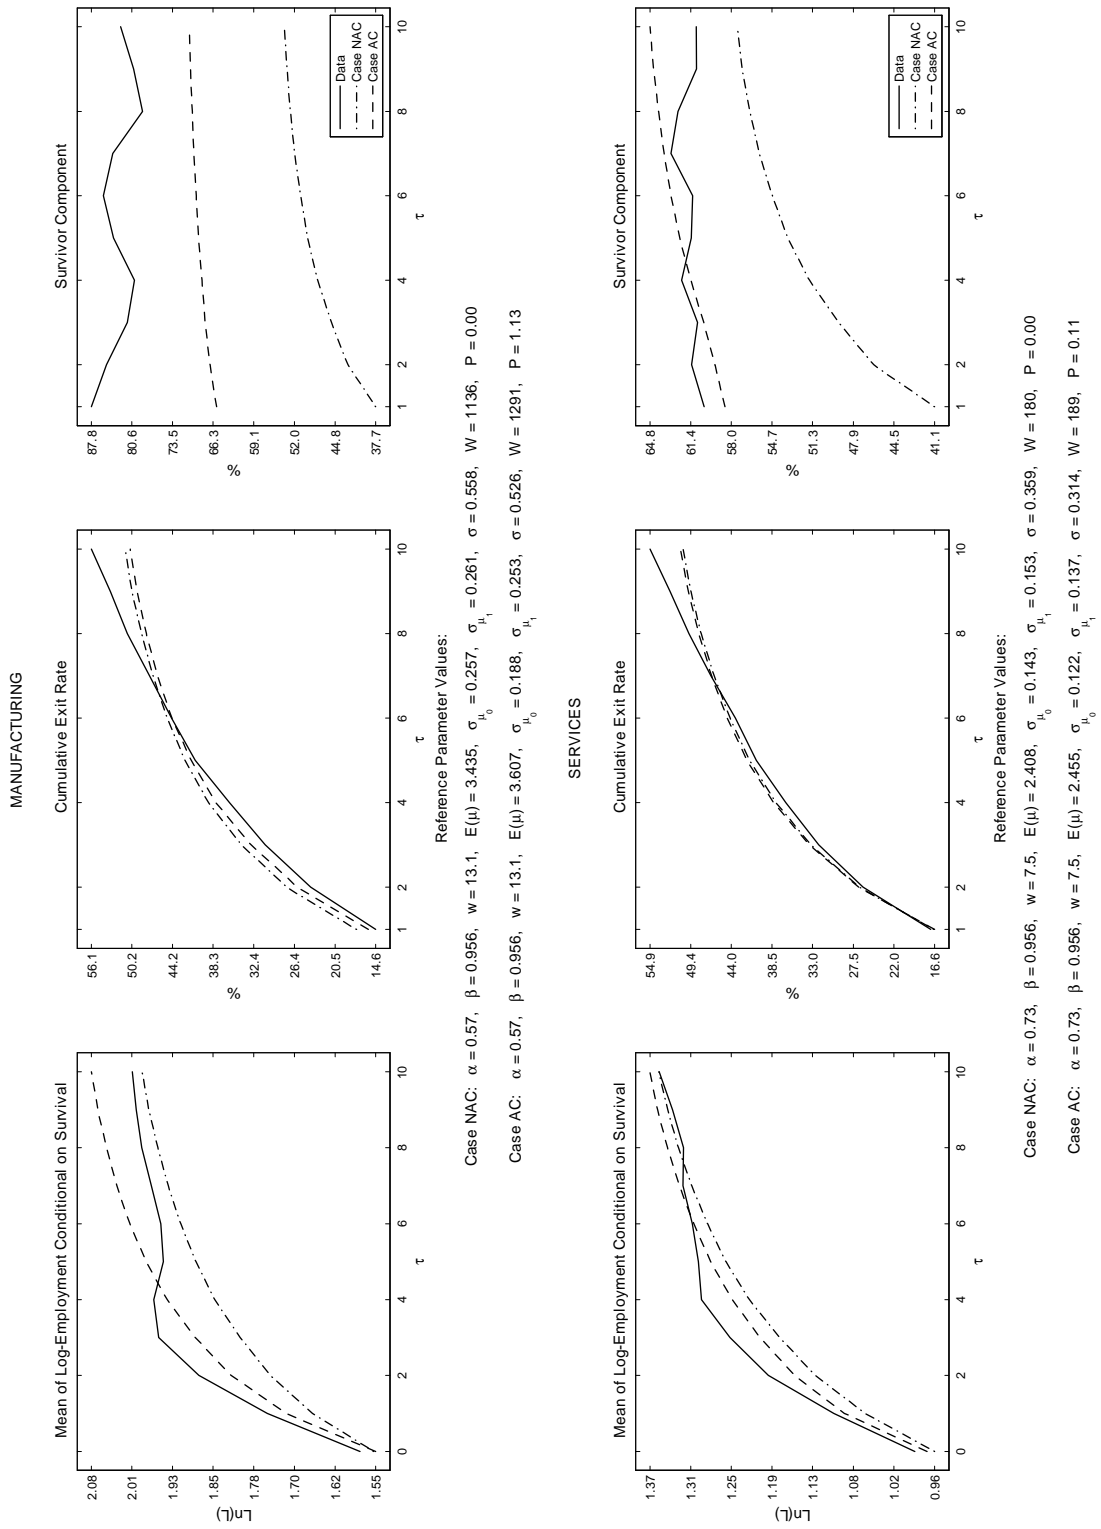 MANUFACTURING
Mean of Log-Employment Conditional on Survival
Ln(L)
2.08
2.01
1.93
1.85
1.78
1.70
1.62
1.55
0 2 4 6 8 10
τ
Cumulative Exit Rate
%
56.1
50.2
44.2
38.3
32.4
26.4
20.5
14.6
1 2 4 6 8 10
τ
Survivor Component
%
87.8
80.6
73.5
66.3
59.1
52.0
44.8
37.7
1 2 4 6 8 10
τ
Data
Case NAC
Case AC
Reference Parameter Values:
Case NAC: α = 0.57, β = 0.956, w = 13.1, E(μ) = 3.435, σμ0 = 0.257, σμ1 = 0.261, σ = 0.558, W = 1136, P = 0.00
Case AC: α = 0.57, β = 0.956, w = 13.1, E(μ) = 3.607, σμ0 = 0.188, σμ1 = 0.253, σ = 0.526, W = 1291, P = 1.13
SERVICES
Mean of Log-Employment Conditional on Survival
Ln(L)
1.37
1.31
1.25
1.19
1.13
1.08
1.02
0.96
0 2 4 6 8 10
τ
Cumulative Exit Rate
%
54.9
49.4
44.0
38.5
33.0
27.5
22.0
16.6
1 2 4 6 8 10
τ
Survivor Component
%
64.8
61.4
58.0
54.7
51.3
47.9
44.5
41.1
1 2 4 6 8 10
τ
Data
Case NAC
Case AC
Reference Parameter Values:
Case NAC: α = 0.73, β = 0.956, w = 7.5, E(μ) = 2.408, σμ0 = 0.143, σμ1 = 0.153, σ = 0.359, W = 180, P = 0.00
Case AC: α = 0.73, β = 0.956, w = 7.5, E(μ) = 2.455, σμ0 = 0.122, σμ1 = 0.137, σ = 0.314, W = 189, P = 0.11